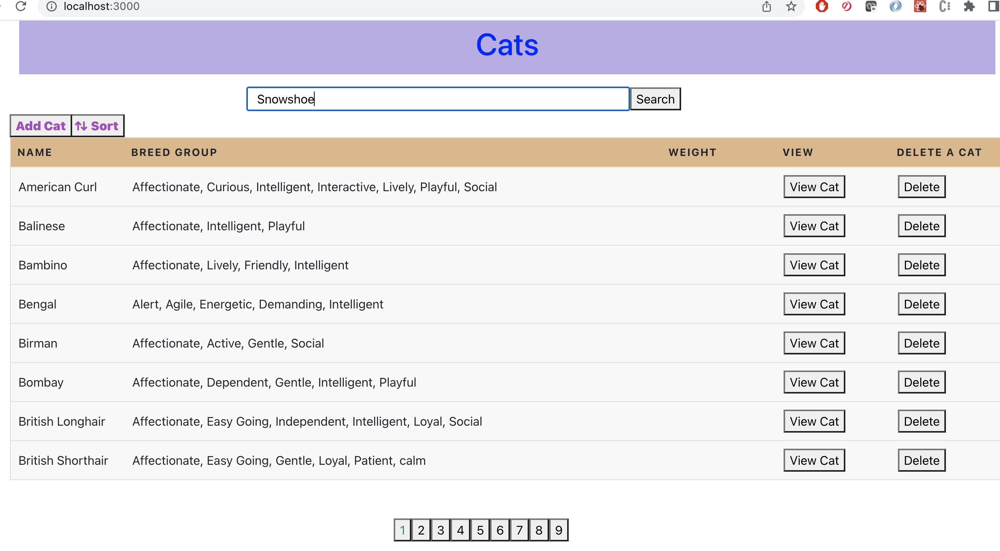 localhost:3000
Cats
Snowshoe Search
Add Cat ↑↓ Sort
NAME BREED GROUP WEIGHT VIEW DELETE A CAT
American Curl Affectionate, Curious, Intelligent, Interactive, Lively, Playful, Social View Cat Delete
Balinese Affectionate, Intelligent, Playful View Cat Delete
Bambino Affectionate, Lively, Friendly, Intelligent View Cat Delete
Bengal Alert, Agile, Energetic, Demanding, Intelligent View Cat Delete
Birman Affectionate, Active, Gentle, Social View Cat Delete
Bombay Affectionate, Dependent, Gentle, Intelligent, Playful View Cat Delete
British Longhair Affectionate, Easy Going, Independent, Intelligent, Loyal, Social View Cat Delete
British Shorthair Affectionate, Easy Going, Gentle, Loyal, Patient, calm View Cat Delete
1 2 3 4 5 6 7 8 9